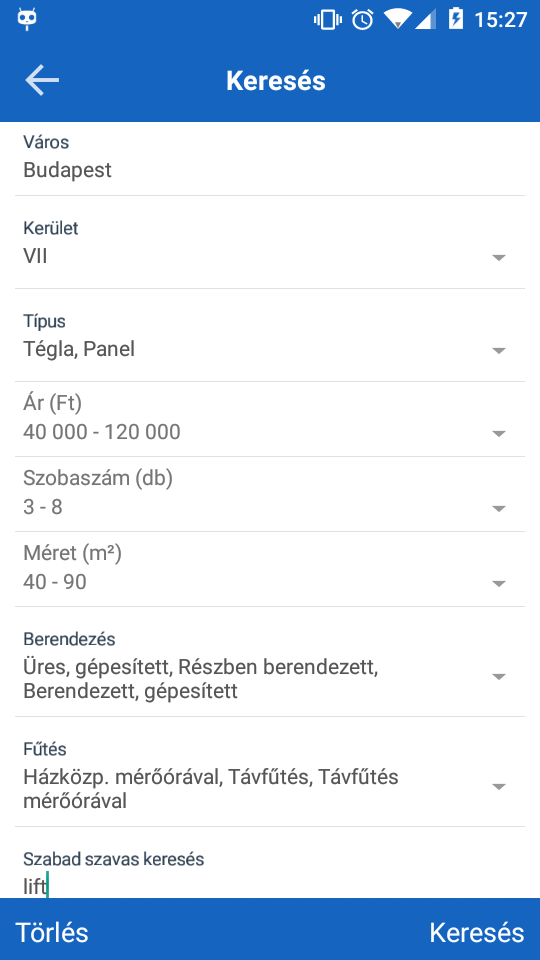 15:27
Keresés
Város
Budapest
Kerület
VII
Típus
Tégla, Panel
Ár (Ft)
40 000 - 120 000
Szobaszám (db)
3 - 8
Méret (m²)
40 - 90
Berendezés
Üres, gépesített, Részben berendezett,
Berendezett, gépesített
Fűtés
Házközp. mérőórával, Távfűtés, Távfűtés
mérőórával
Szabad szavas keresés
lift
Törlés
Keresés